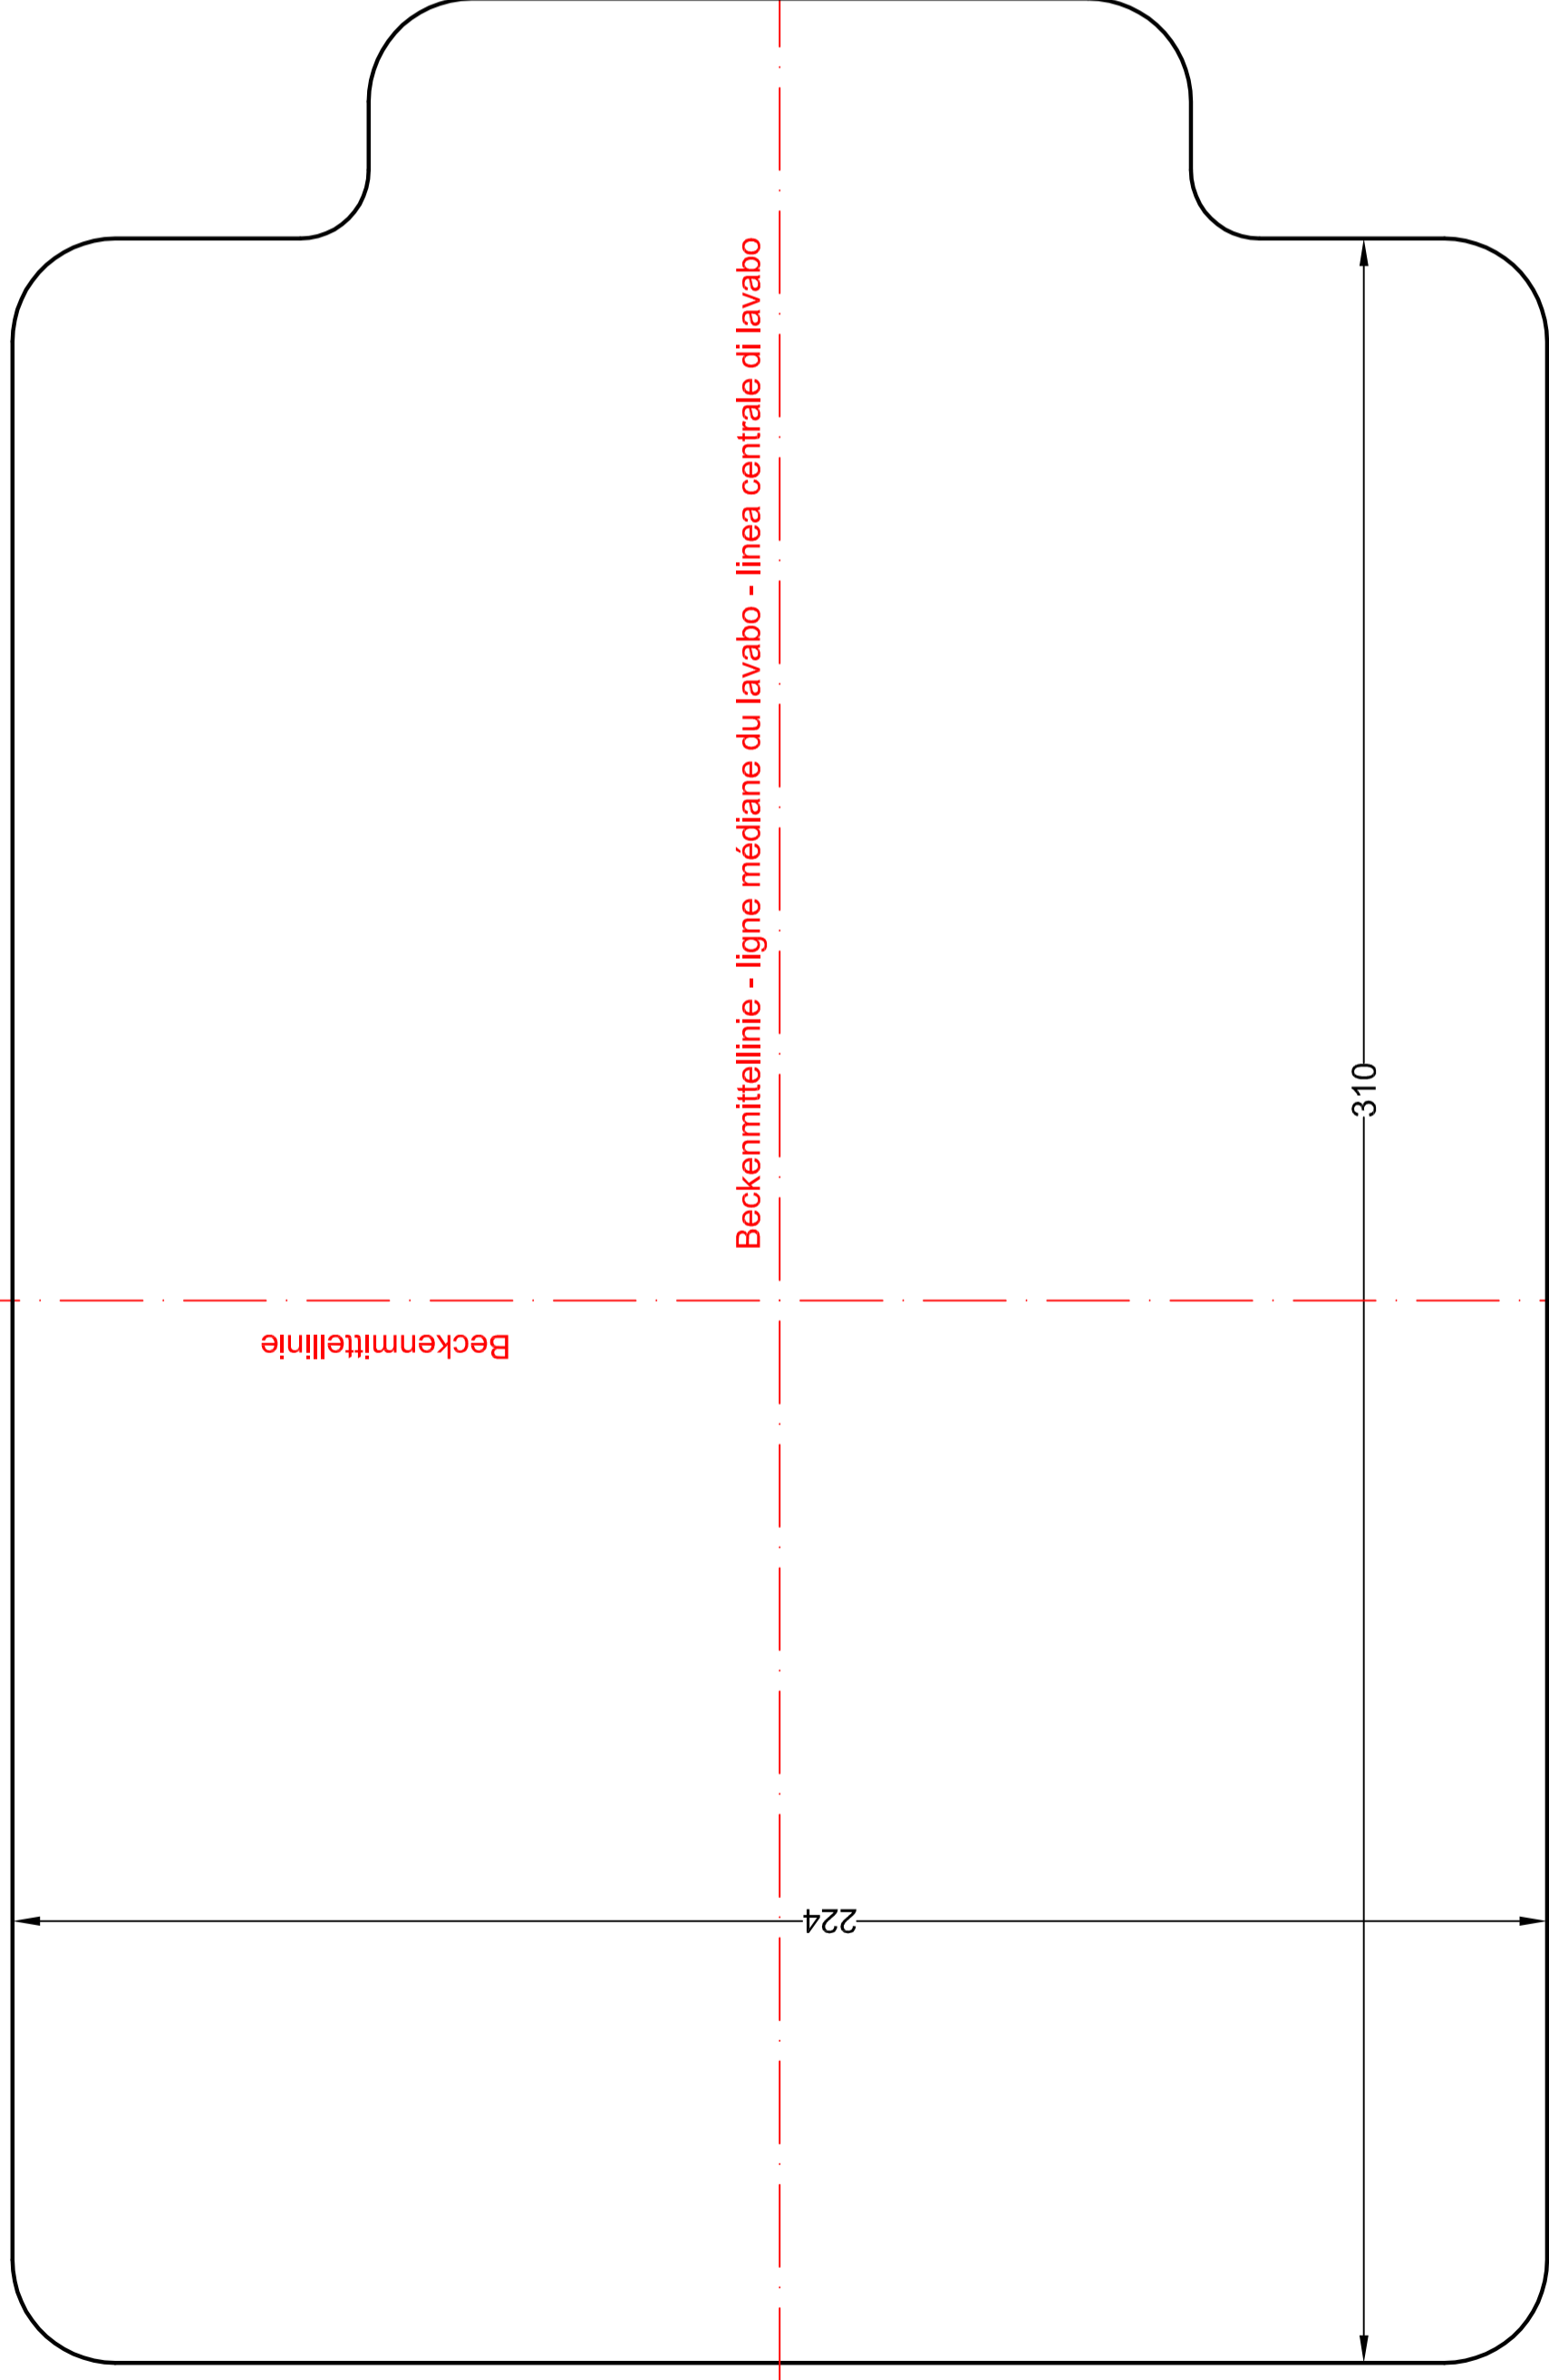 Beckenmittellinie - ligne médiane du lavabo - linea centrale di lavabo
310
Beckenmittellinie
224